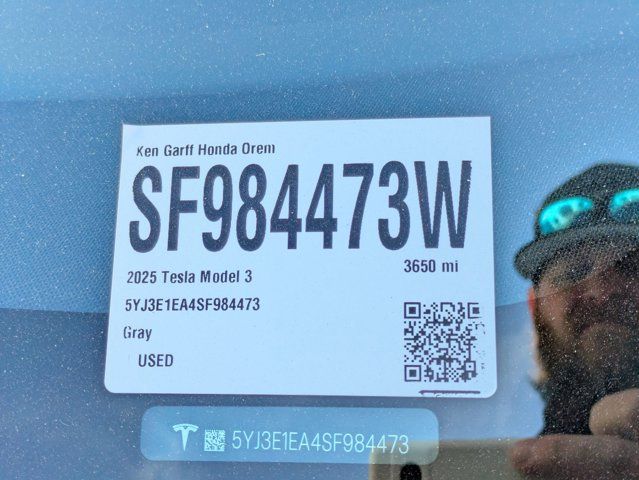 Ken Garff Honda Orem
SF984473W
2025 Tesla Model 3
3650 mi
5YJ3E1EA4SF984473
Gray
USED
5YJ3E1EA4SF984473